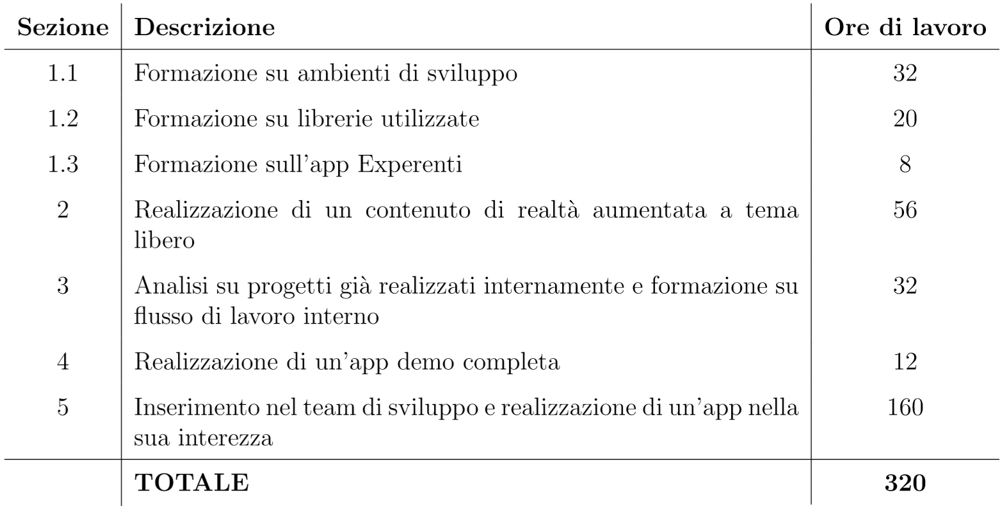 Sezione Descrizione Ore di lavoro
1.1 Formazione su ambienti di sviluppo 32
1.2 Formazione su librerie utilizzate 20
1.3 Formazione sull'app Experenti 8
2 Realizzazione di un contenuto di realtà aumentata a tema 56
libero
3 Analisi su progetti già realizzati internamente e formazione su 32
flusso di lavoro interno
4 Realizzazione di un'app demo completa 12
5 Inserimento nel team di sviluppo e realizzazione di un'app nella 160
sua interezza
TOTALE 320